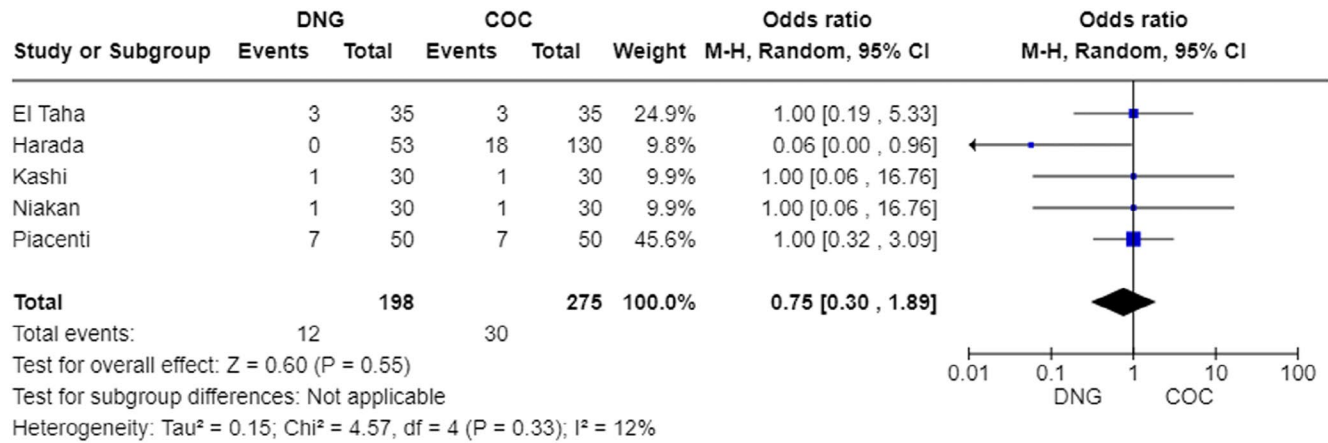 DNG COC Odds ratio Odds ratio
Study or Subgroup Events Total Events Total Weight M-H, Random, 95% CI M-H, Random, 95% CI
El Taha 3 35 3 35 24.9% 1.00 [0.19 , 5.33]
Harada 0 53 18 130 9.8% 0.06 [0.00 , 0.96]
Kashi 1 30 1 30 9.9% 1.00 [0.06 , 16.76]
Niakan 1 30 1 30 9.9% 1.00 [0.06 , 16.76]
Piacenti 7 50 7 50 45.6% 1.00 [0.32 , 3.09]
Total 198 275 100.0% 0.75 [0.30 , 1.89]
Total events: 12 30
Test for overall effect: Z = 0.60 (P = 0.55)
Test for subgroup differences: Not applicable
Heterogeneity: Tau² = 0.15; Chi² = 4.57, df = 4 (P = 0.33); I² = 12%
0.01 0.1 1 10 100
DNG COC